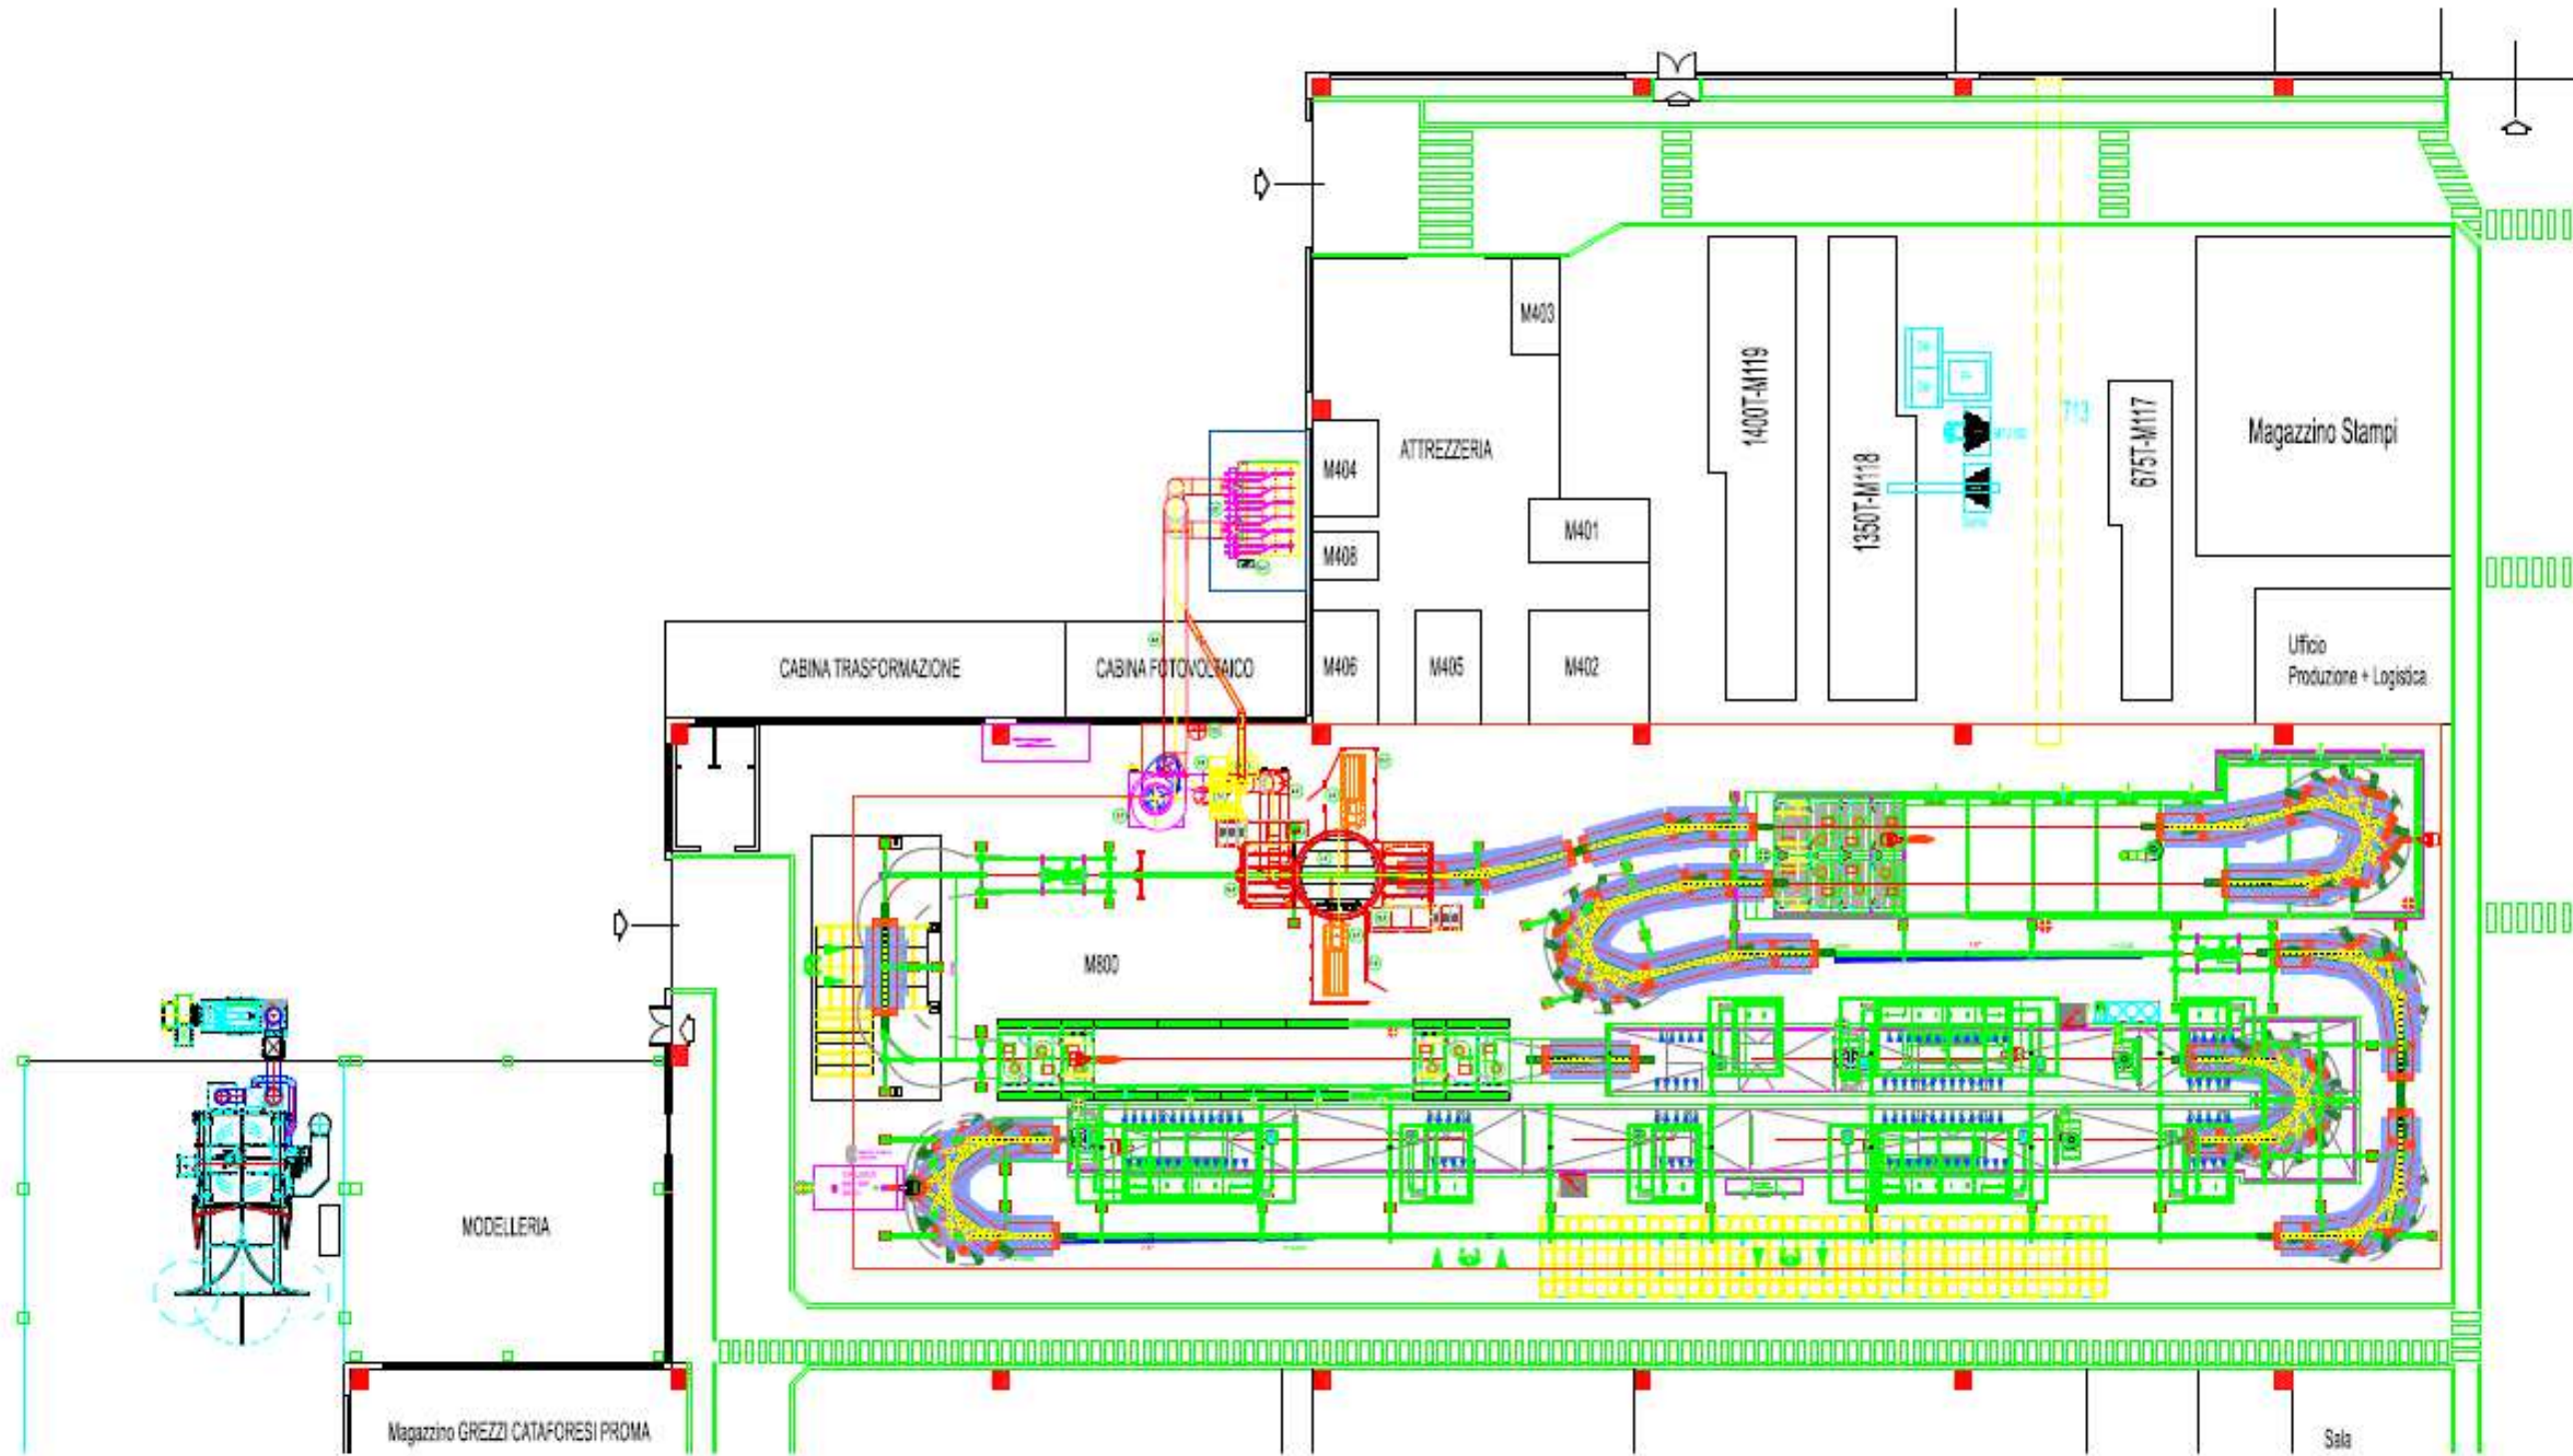 M403
1400T-M119
1350T-M118
713
675T-M117
Magazzino Stampi
M404
ATTREZZERIA
M401
M408
CABINA TRASFORMAZIONE
CABINA FOTOVOLTAICO
M406
M405
M402
Ufficio
Produzione + Logistica
M800
MODELLERIA
Magazzino GREZZI CATAFORESI PROMA
Sala